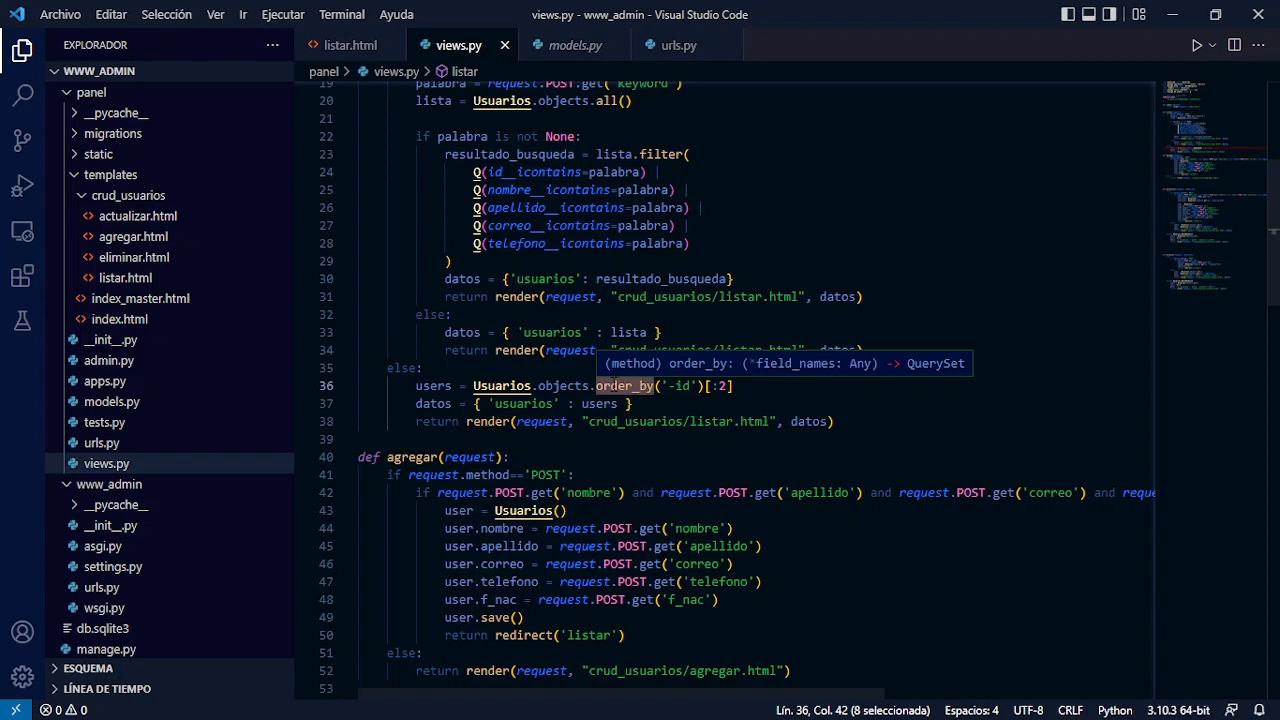 Archivo Editar Selección Ver Ir Ejecutar Terminal Ayuda
views.py - www_admin - Visual Studio Code
EXPLORADOR
WWW_ADMIN
panel
__pycache__
migrations
static
templates
crud_usuarios
actualizar.html
agregar.html
eliminar.html
listar.html
index_master.html
index.html
__init__.py
admin.py
apps.py
models.py
tests.py
urls.py
views.py
www_admin
__pycache__
__init__.py
asgi.py
settings.py
urls.py
wsgi.py
db.sqlite3
manage.py
ESQUEMA
LÍNEA DE TIEMPO
listar.html views.py models.py urls.py
panel > views.py > listar
19 palabra = request.POST.get('keyword')
20 lista = Usuarios.objects.all()
21
22 if palabra is not None:
23 resultado_busqueda = lista.filter(
24 Q(id__icontains=palabra) |
25 Q(nombre__icontains=palabra) |
26 Q(apellido__icontains=palabra) |
27 Q(correo__icontains=palabra) |
28 Q(telefono__icontains=palabra)
29 )
30 datos = {'usuarios': resultado_busqueda}
31 return render(request, "crud_usuarios/listar.html", datos)
32 else:
33 datos = { 'usuarios' : lista }
34 return render(request, "crud_usuarios/listar.html", datos)
(method) order_by: (*field_names: Any) -> QuerySet
35 else:
36 users = Usuarios.objects.order_by('-id')[:2]
37 datos = { 'usuarios' : users }
38 return render(request, "crud_usuarios/listar.html", datos)
39
40 def agregar(request):
41 if request.method=='POST':
42 if request.POST.get('nombre') and request.POST.get('apellido') and request.POST.get('correo') and reque
43 user = Usuarios()
44 user.nombre = request.POST.get('nombre')
45 user.apellido = request.POST.get('apellido')
46 user.correo = request.POST.get('correo')
47 user.telefono = request.POST.get('telefono')
48 user.f_nac = request.POST.get('f_nac')
49 user.save()
50 return redirect('listar')
51 else:
52 return render(request, "crud_usuarios/agregar.html")
53
0 0
Lín. 36, Col. 42 (8 seleccionada) Espacios: 4 UTF-8 CRLF Python 3.10.3 64-bit